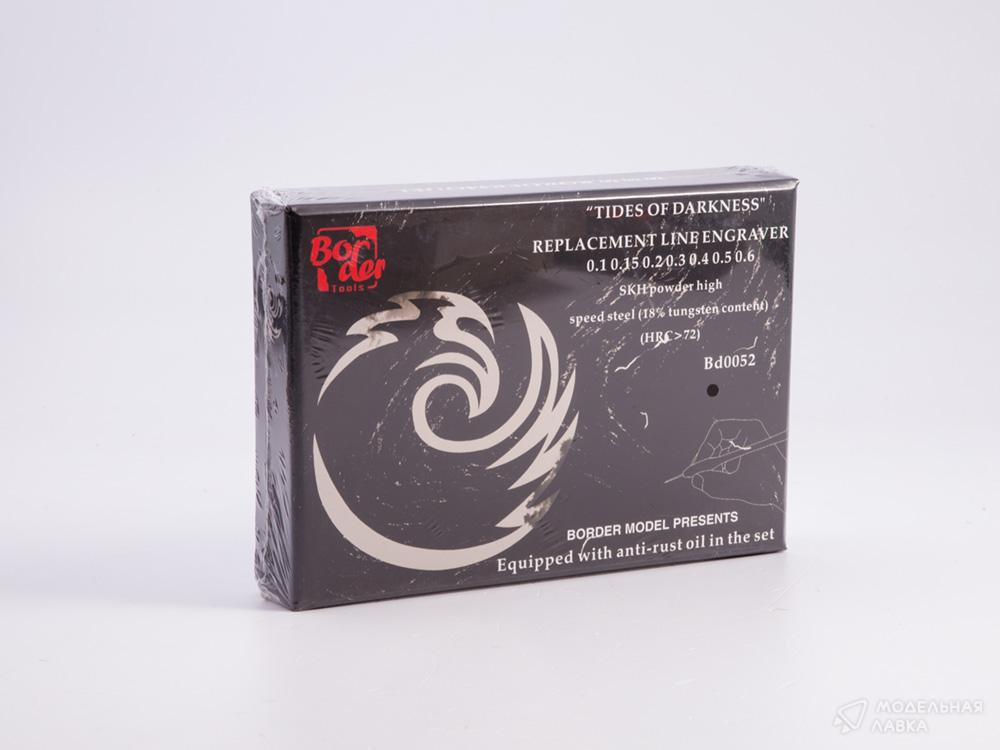 Border
Tools
“TIDES OF DARKNESS"
REPLACEMENT LINE ENGRAVER
0.1 0.15 0.2 0.3 0.4 0.5 0.6
SKH powder high
speed steel (18% tungsten content)
(HRC>72)
Bd0052
BORDER MODEL PRESENTS
Equipped with anti-rust oil in the set
МОДЕЛЬНАЯ
ЛАВКА